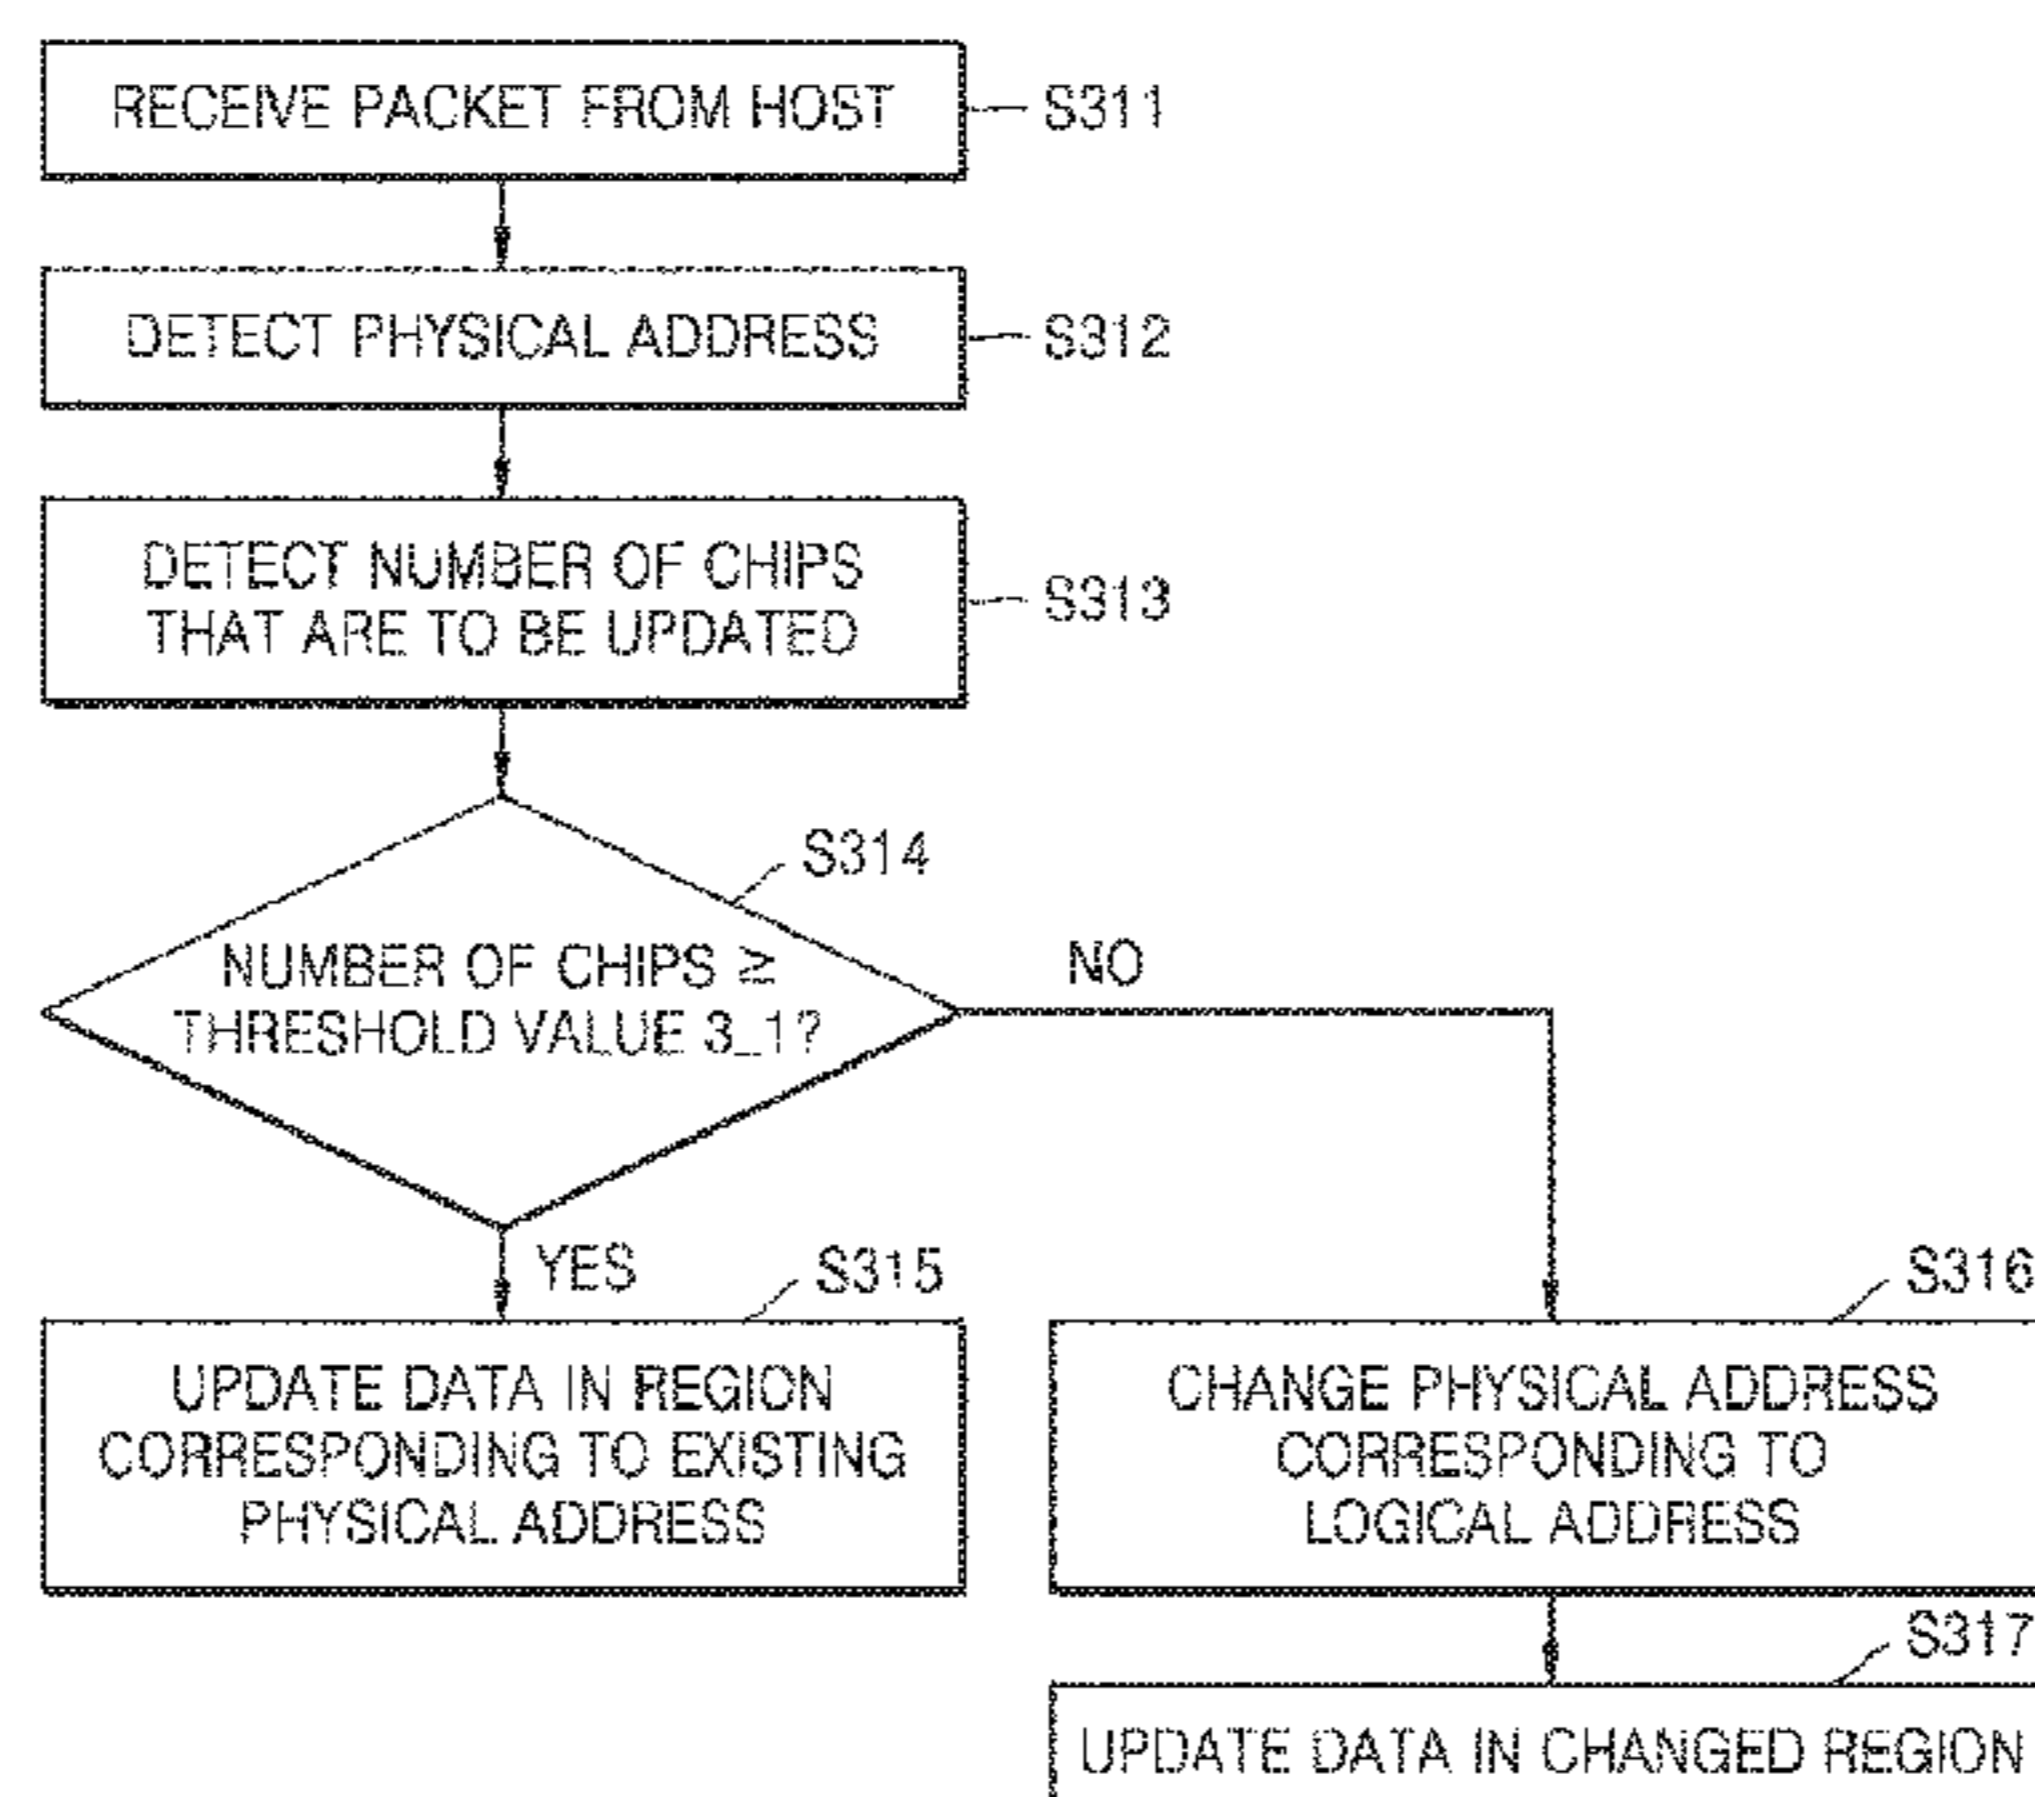 RECEIVE PACKET FROM HOST
S311
DETECT PHYSICAL ADDRESS
S312
DETECT NUMBER OF CHIPS
THAT ARE TO BE UPDATED
S313
S314
NUMBER OF CHIPS ≥
THRESHOLD VALUE 3_1?
NO
YES
S315
UPDATE DATA IN REGION
CORRESPONDING TO EXISTING
PHYSICAL ADDRESS
S316
CHANGE PHYSICAL ADDRESS
CORRESPONDING TO
LOGICAL ADDRESS
S317
UPDATE DATA IN CHANGED REGION